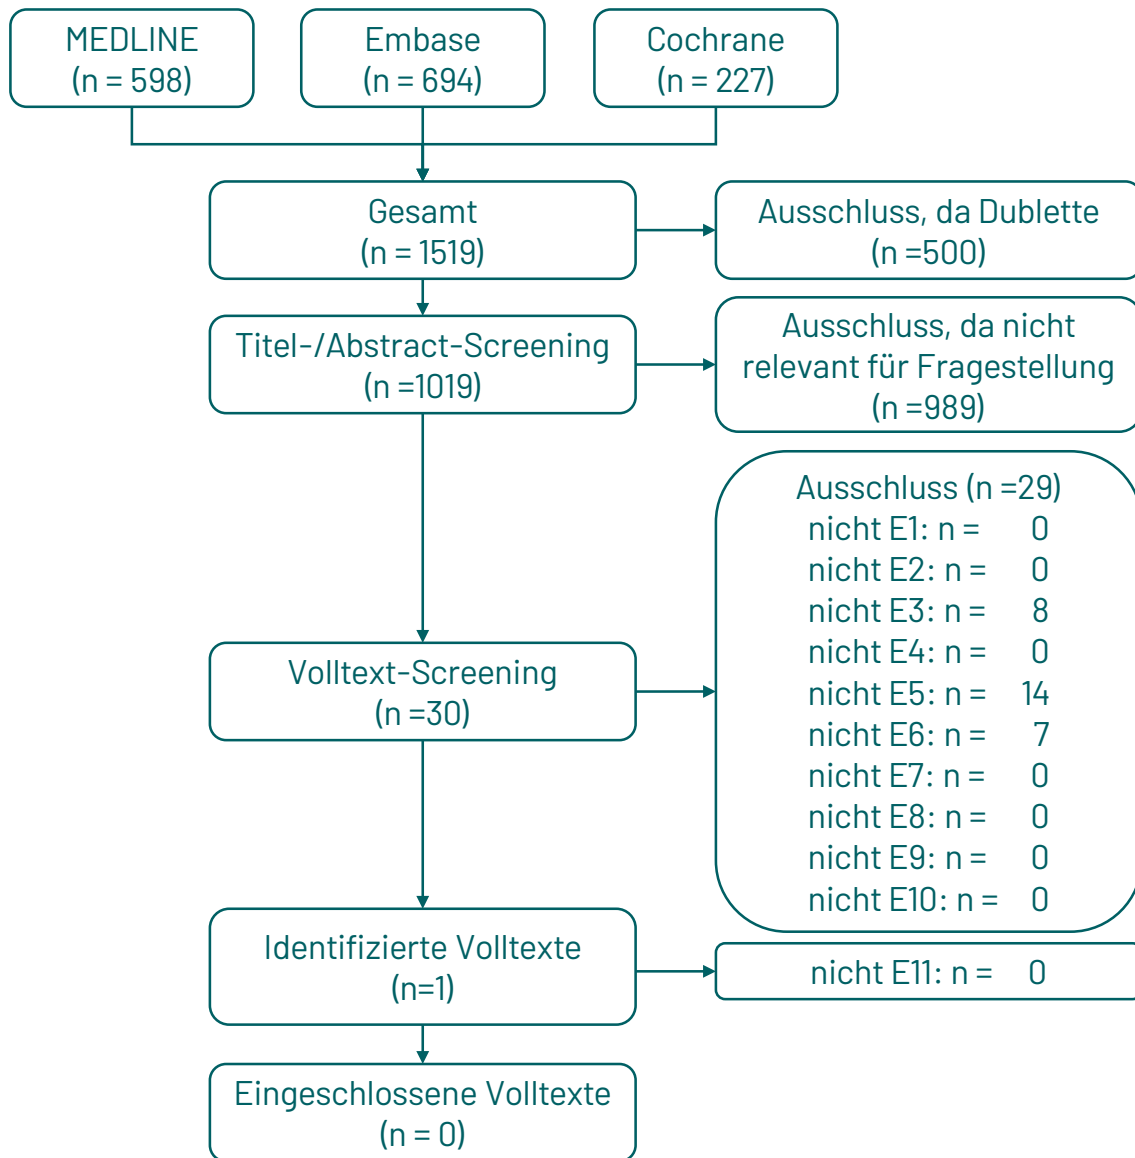 MEDLINE
(n = 598)
Embase
(n = 694)
Cochrane
(n = 227)
Gesamt
(n = 1519)
Ausschluss, da Dublette
(n =500)
Titel-/Abstract-Screening
(n =1019)
Ausschluss, da nicht
relevant für Fragestellung
(n =989)
Volltext-Screening
(n =30)
Ausschluss (n =29)
nicht E1: n = 0
nicht E2: n = 0
nicht E3: n = 8
nicht E4: n = 0
nicht E5: n = 14
nicht E6: n = 7
nicht E7: n = 0
nicht E8: n = 0
nicht E9: n = 0
nicht E10: n = 0
Identifizierte Volltexte
(n=1)
nicht E11: n = 0
Eingeschlossene Volltexte
(n = 0)